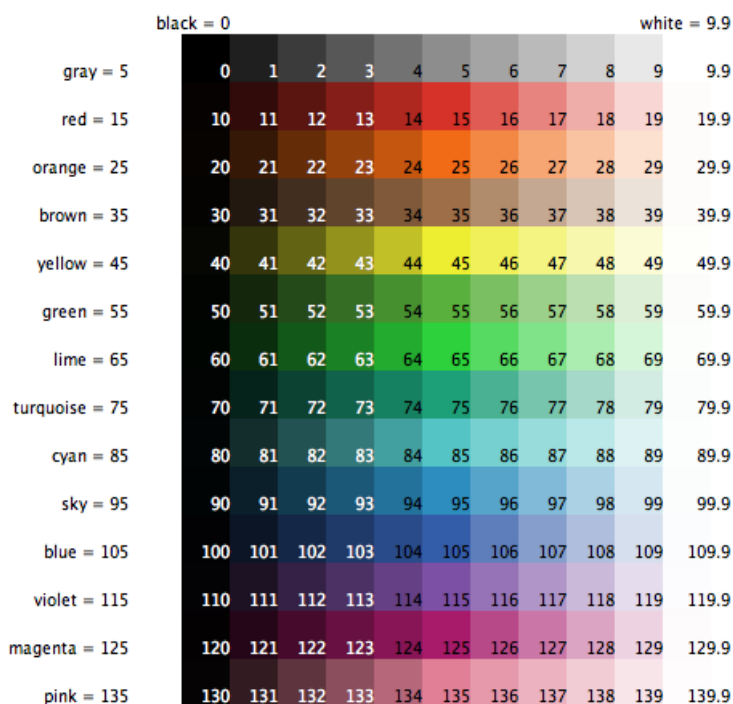 black = 0 white = 9.9
gray = 5 0 1 2 3 4 5 6 7 8 9 9.9
red = 15 10 11 12 13 14 15 16 17 18 19 19.9
orange = 25 20 21 22 23 24 25 26 27 28 29 29.9
brown = 35 30 31 32 33 34 35 36 37 38 39 39.9
yellow = 45 40 41 42 43 44 45 46 47 48 49 49.9
green = 55 50 51 52 53 54 55 56 57 58 59 59.9
lime = 65 60 61 62 63 64 65 66 67 68 69 69.9
turquoise = 75 70 71 72 73 74 75 76 77 78 79 79.9
cyan = 85 80 81 82 83 84 85 86 87 88 89 89.9
sky = 95 90 91 92 93 94 95 96 97 98 99 99.9
blue = 105 100 101 102 103 104 105 106 107 108 109 109.9
violet = 115 110 111 112 113 114 115 116 117 118 119 119.9
magenta = 125 120 121 122 123 124 125 126 127 128 129 129.9
pink = 135 130 131 132 133 134 135 136 137 138 139 139.9